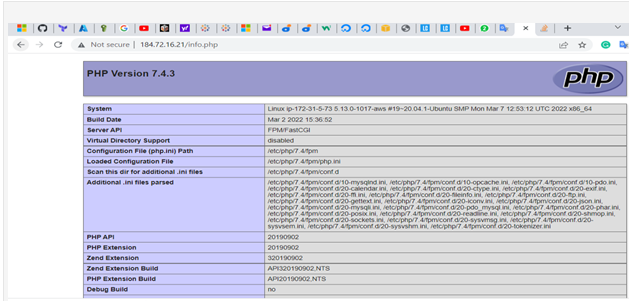 Not secure | 184.72.16.21/info.php
PHP Version 7.4.3
php
System Linux ip-172-31-5-73 5.13.0-1017-aws #19~20.04.1-Ubuntu SMP Mon Mar 7 12:53:12 UTC 2022 x86_64
Build Date Mar 2 2022 15:36:52
Server API FPM/FastCGI
Virtual Directory Support disabled
Configuration File (php.ini) Path /etc/php/7.4/fpm
Loaded Configuration File /etc/php/7.4/fpm/php.ini
Scan this dir for additional .ini files /etc/php/7.4/fpm/conf.d
Additional .ini files parsed /etc/php/7.4/fpm/conf.d/10-mysqlnd.ini, /etc/php/7.4/fpm/conf.d/10-opcache.ini, /etc/php/7.4/fpm/conf.d/10-pdo.ini,
/etc/php/7.4/fpm/conf.d/20-calendar.ini, /etc/php/7.4/fpm/conf.d/20-ctype.ini, /etc/php/7.4/fpm/conf.d/20-exif.ini,
/etc/php/7.4/fpm/conf.d/20-ffi.ini, /etc/php/7.4/fpm/conf.d/20-fileinfo.ini, /etc/php/7.4/fpm/conf.d/20-ftp.ini,
/etc/php/7.4/fpm/conf.d/20-gettext.ini, /etc/php/7.4/fpm/conf.d/20-iconv.ini, /etc/php/7.4/fpm/conf.d/20-json.ini,
/etc/php/7.4/fpm/conf.d/20-mysqli.ini, /etc/php/7.4/fpm/conf.d/20-pdo_mysql.ini, /etc/php/7.4/fpm/conf.d/20-phar.ini,
/etc/php/7.4/fpm/conf.d/20-posix.ini, /etc/php/7.4/fpm/conf.d/20-readline.ini, /etc/php/7.4/fpm/conf.d/20-shmop.ini,
/etc/php/7.4/fpm/conf.d/20-sockets.ini, /etc/php/7.4/fpm/conf.d/20-sysvmsg.ini, /etc/php/7.4/fpm/conf.d/20-
sysvsem.ini, /etc/php/7.4/fpm/conf.d/20-sysvshm.ini, /etc/php/7.4/fpm/conf.d/20-tokenizer.ini
PHP API 20190902
PHP Extension 20190902
Zend Extension 320190902
Zend Extension Build API320190902,NTS
PHP Extension Build API20190902,NTS
Debug Build no